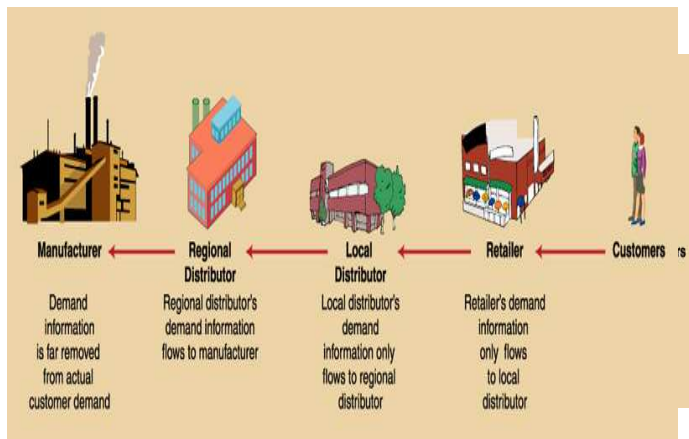 Manufacturer
Demand
information
is far removed
from actual
customer demand
Regional
Distributor
Regional distributor's
demand information
flows to manufacturer
Local
Distributor
Local distributor's
demand
information only
flows to regional
distributor
Retailer
Retailer's demand
information
only flows
to local
distributor
Customers
rs